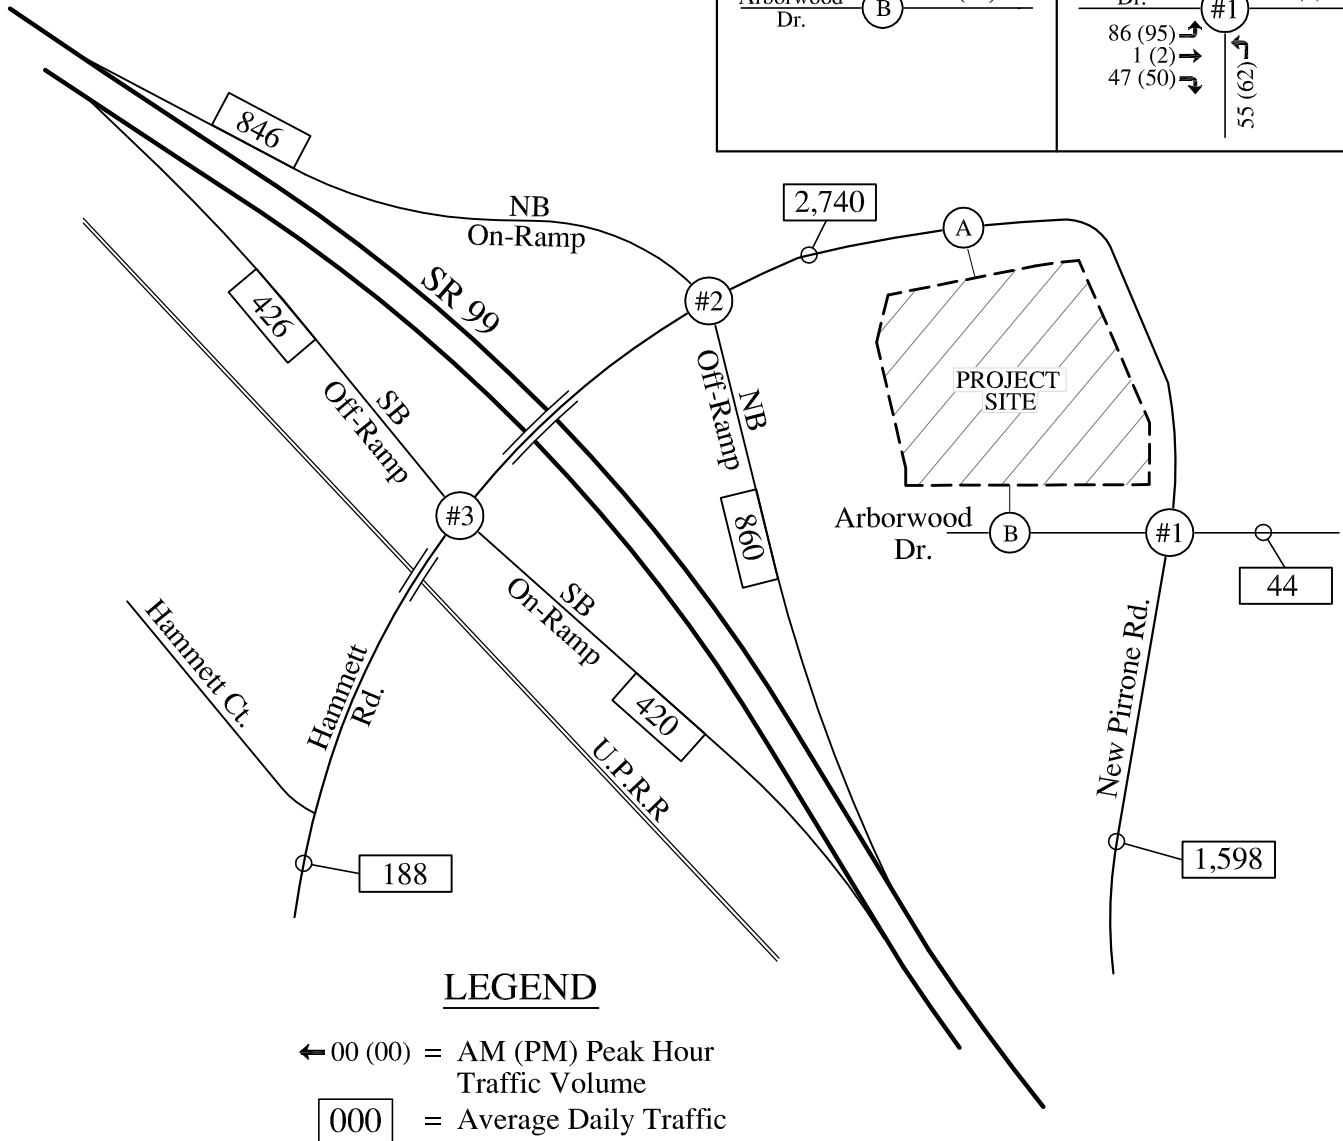 Dr.
B
#1
86 (95)
1 (2)
47 (50)
55 (62)
846
NB
On-Ramp
2,740
A
SR 99
#2
426
SB
Off-Ramp
NB
Off-Ramp
PROJECT
SITE
860
#3
Arborwood
Dr.
B
#1
44
SB
On-Ramp
Hammett Ct.
Hammett
Rd.
420
U.P.R.R
New Pirrone Rd.
188
1,598
LEGEND
00 (00) = AM (PM) Peak Hour
Traffic Volume
000 = Average Daily Traffic